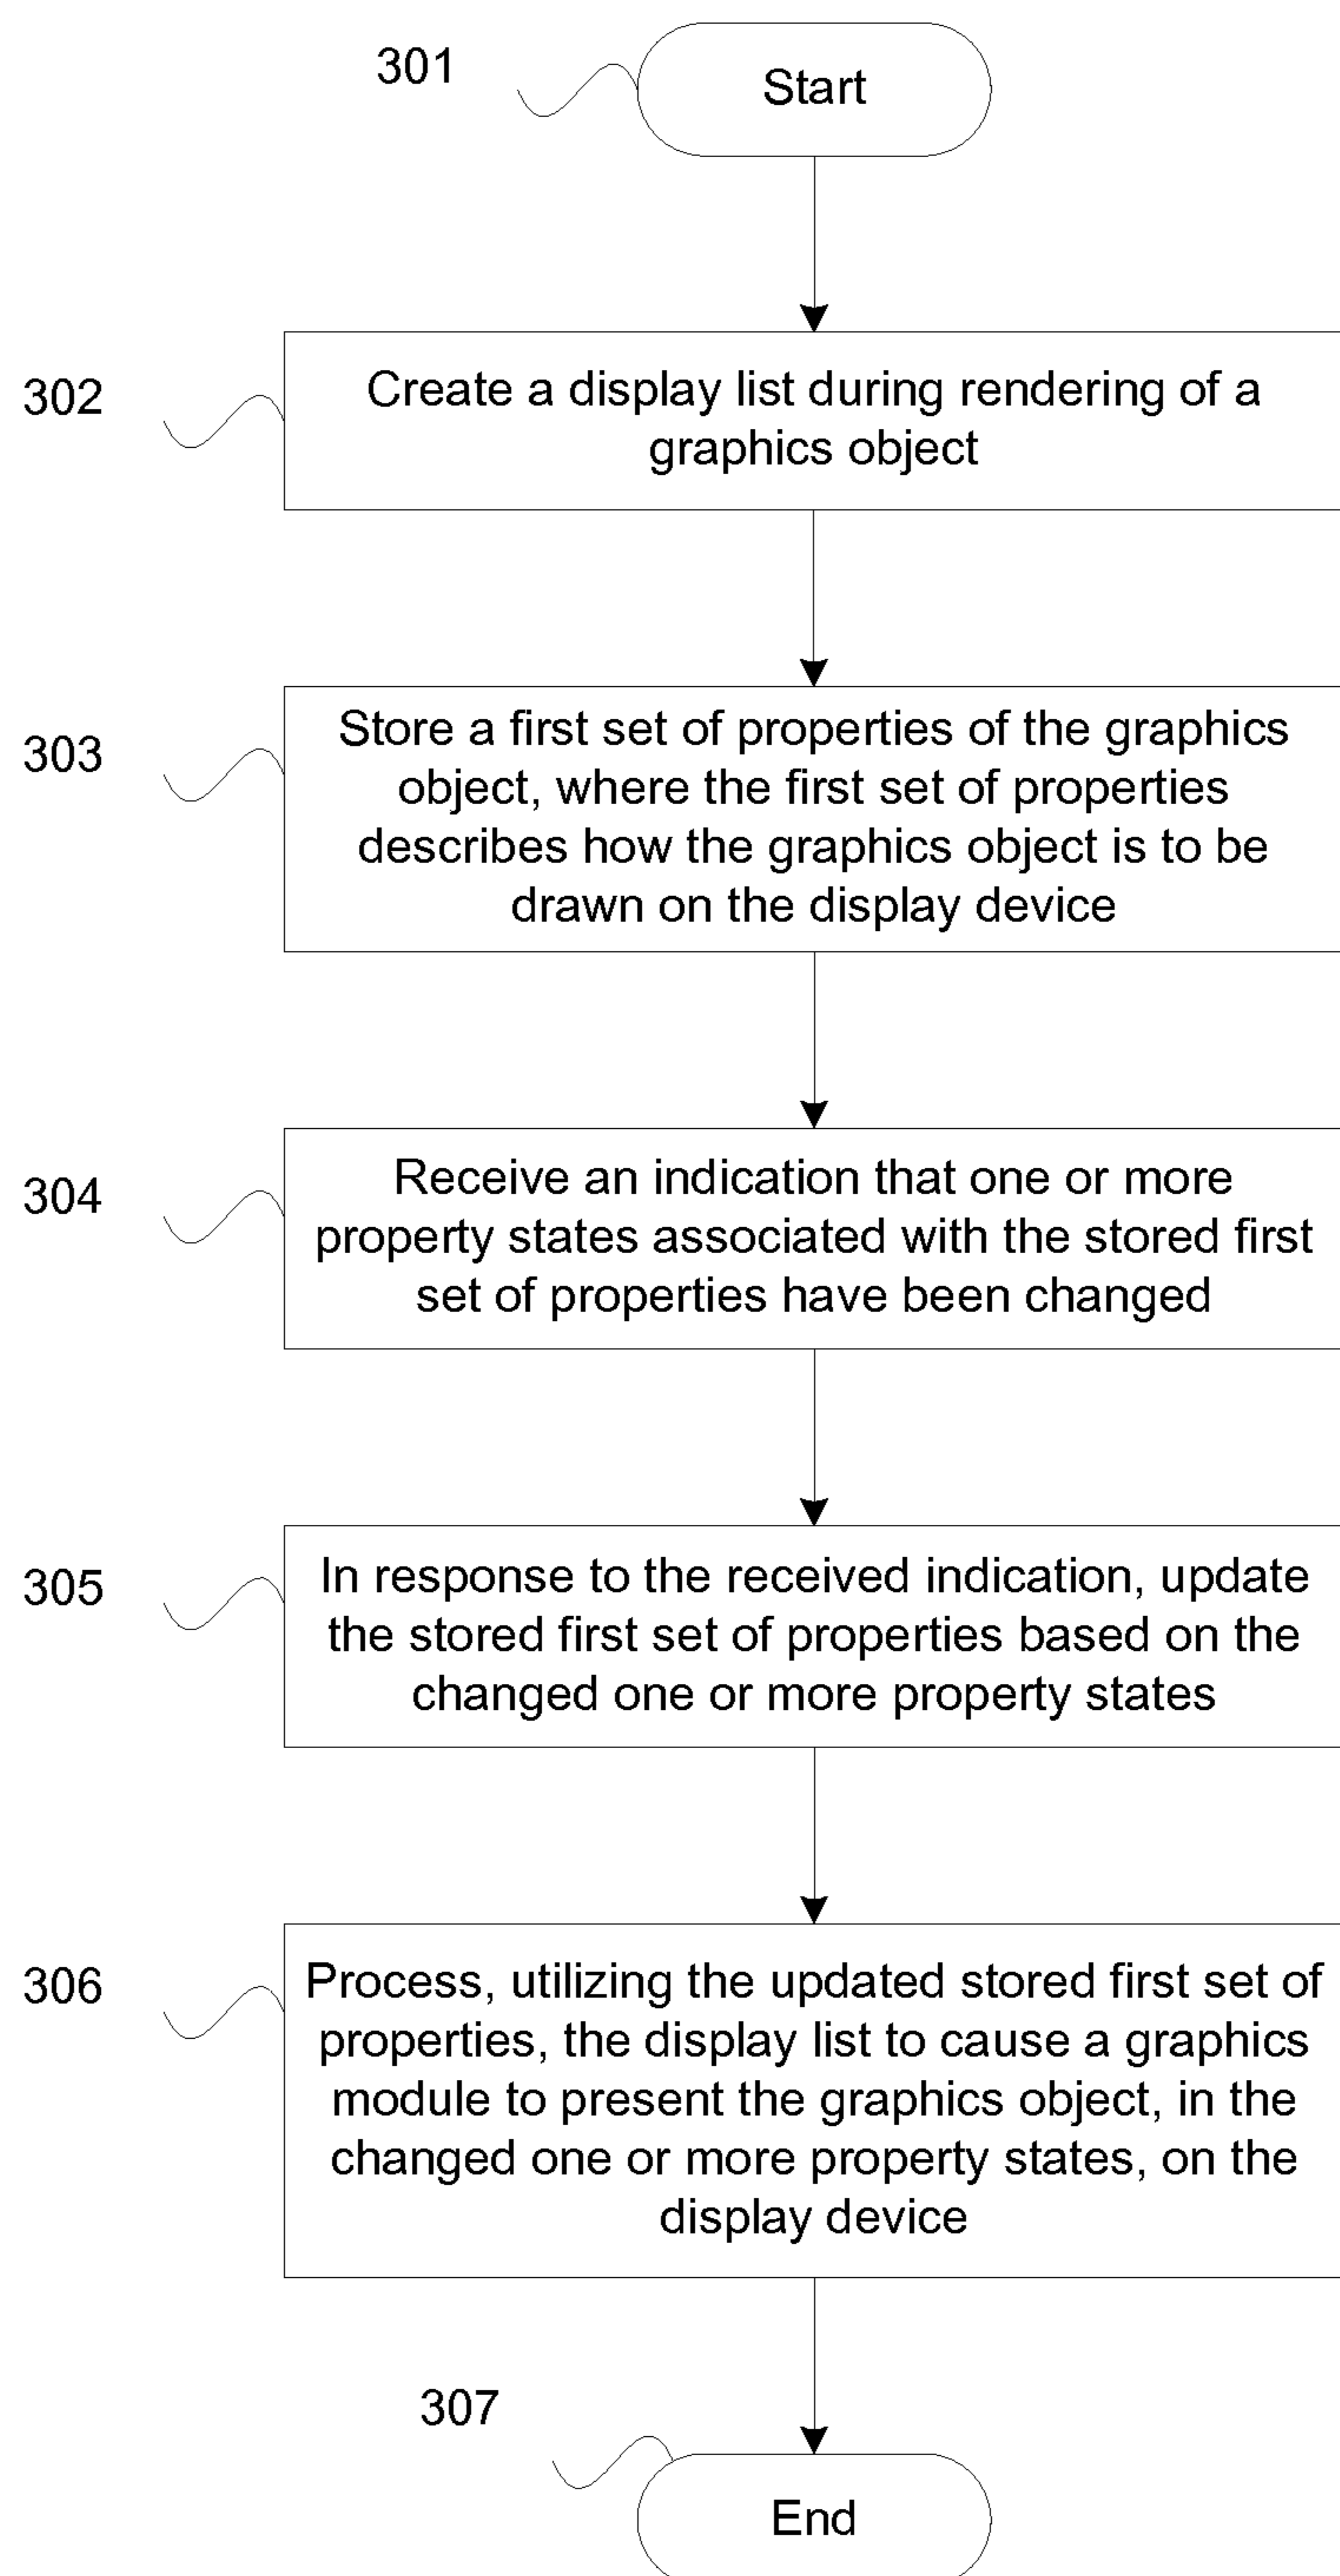 301
Start
302
Create a display list during rendering of a
graphics object
303
Store a first set of properties of the graphics
object, where the first set of properties
describes how the graphics object is to be
drawn on the display device
304
Receive an indication that one or more
property states associated with the stored first
set of properties have been changed
305
In response to the received indication, update
the stored first set of properties based on the
changed one or more property states
306
Process, utilizing the updated stored first set of
properties, the display list to cause a graphics
module to present the graphics object, in the
changed one or more property states, on the
display device
307
End